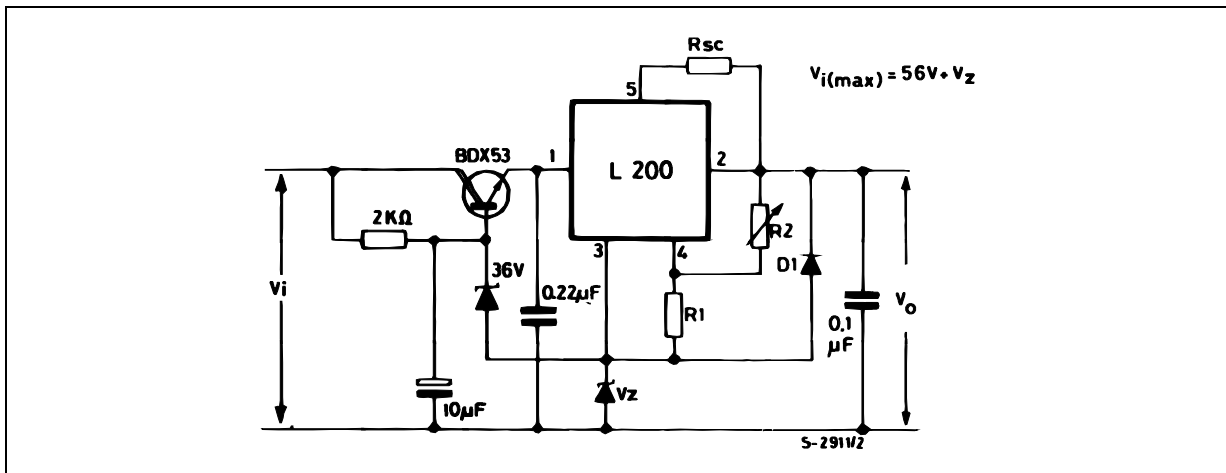 Rsc
Vi(max) = 56V + Vz
5
BDX53
1
L 200
2
2KΩ
3
4
R2
36V
D1
Vi
0.22µF
R1
Vo
0.1
µF
Vz
10µF
S-2911/2